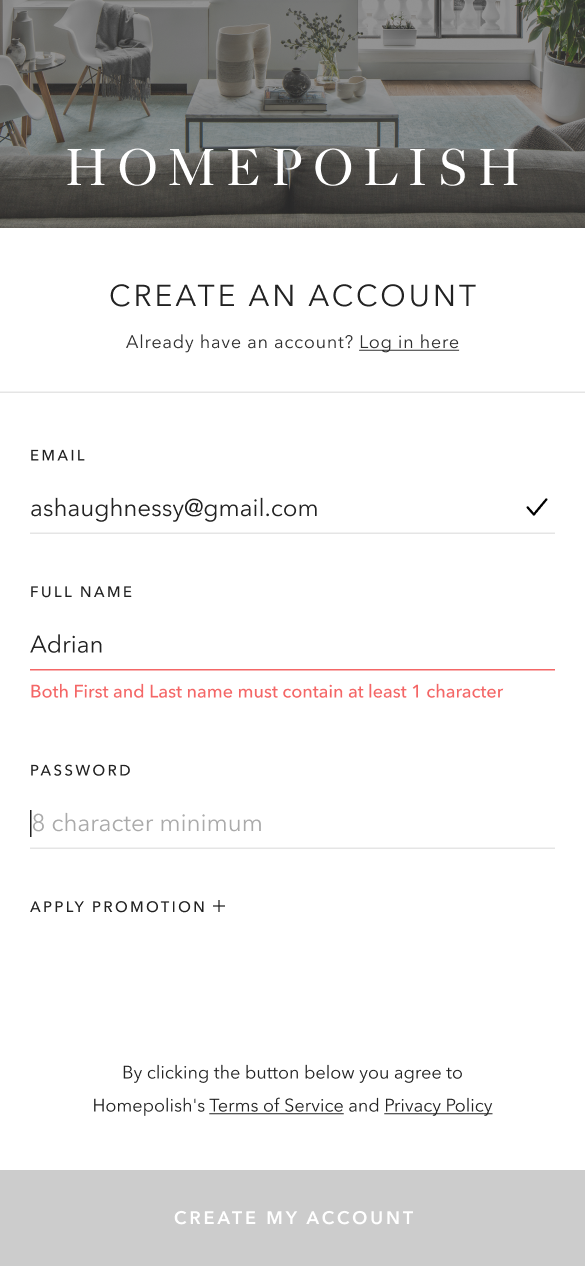 HOMEPOLISH
CREATE AN ACCOUNT
Already have an account? Log in here
EMAIL
ashaughnessy@gmail.com
FULL NAME
Adrian
Both First and Last name must contain at least 1 character
PASSWORD
8 character minimum
APPLY PROMOTION +
By clicking the button below you agree to
Homepolish's Terms of Service and Privacy Policy
CREATE MY ACCOUNT